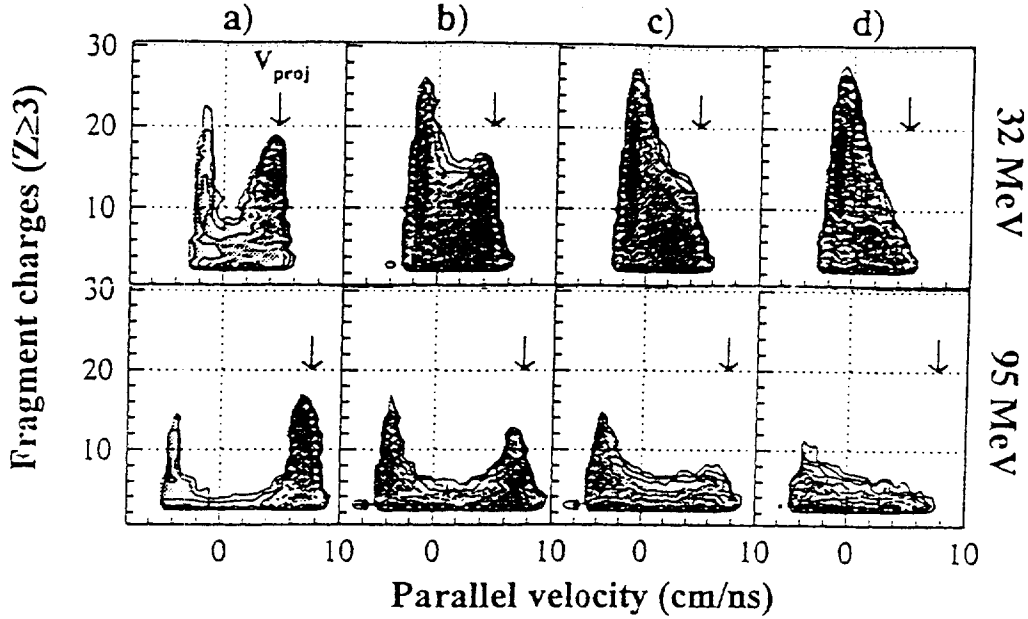 a) b) c) d)
30
V proj
20
10
30
20
10
0 10 0 10 0 10 0 10
Parallel velocity (cm/ns)
Fragment charges (Z≥3)
32 MeV
95 MeV